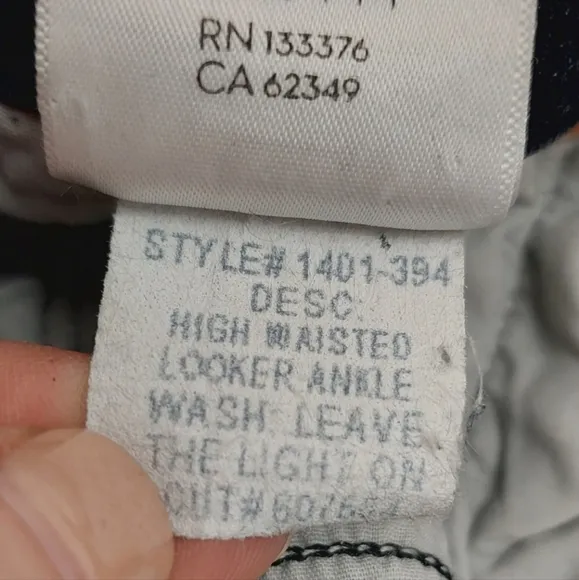 RN 133376
CA 62349
STYLE# 1401-394
DESC:
HIGH WAISTED
LOOKER ANKLE
WASH: LEAVE
THE LIGHT ON
CUT#